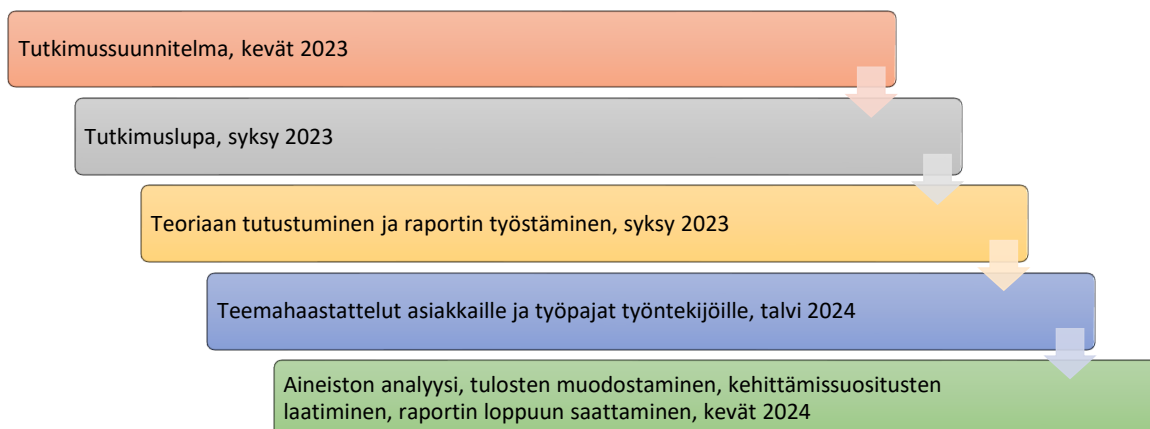 Tutkimussuunnitelma, kevät 2023
Tutkimuslupa, syksy 2023
Teoriaan tutustuminen ja raportin työstäminen, syksy 2023
Teemahaastattelut asiakkaille ja työpajat työntekijöille, talvi 2024
Aineiston analyysi, tulosten muodostaminen, kehittämissuositusten
laatiminen, raportin loppuun saattaminen, kevät 2024